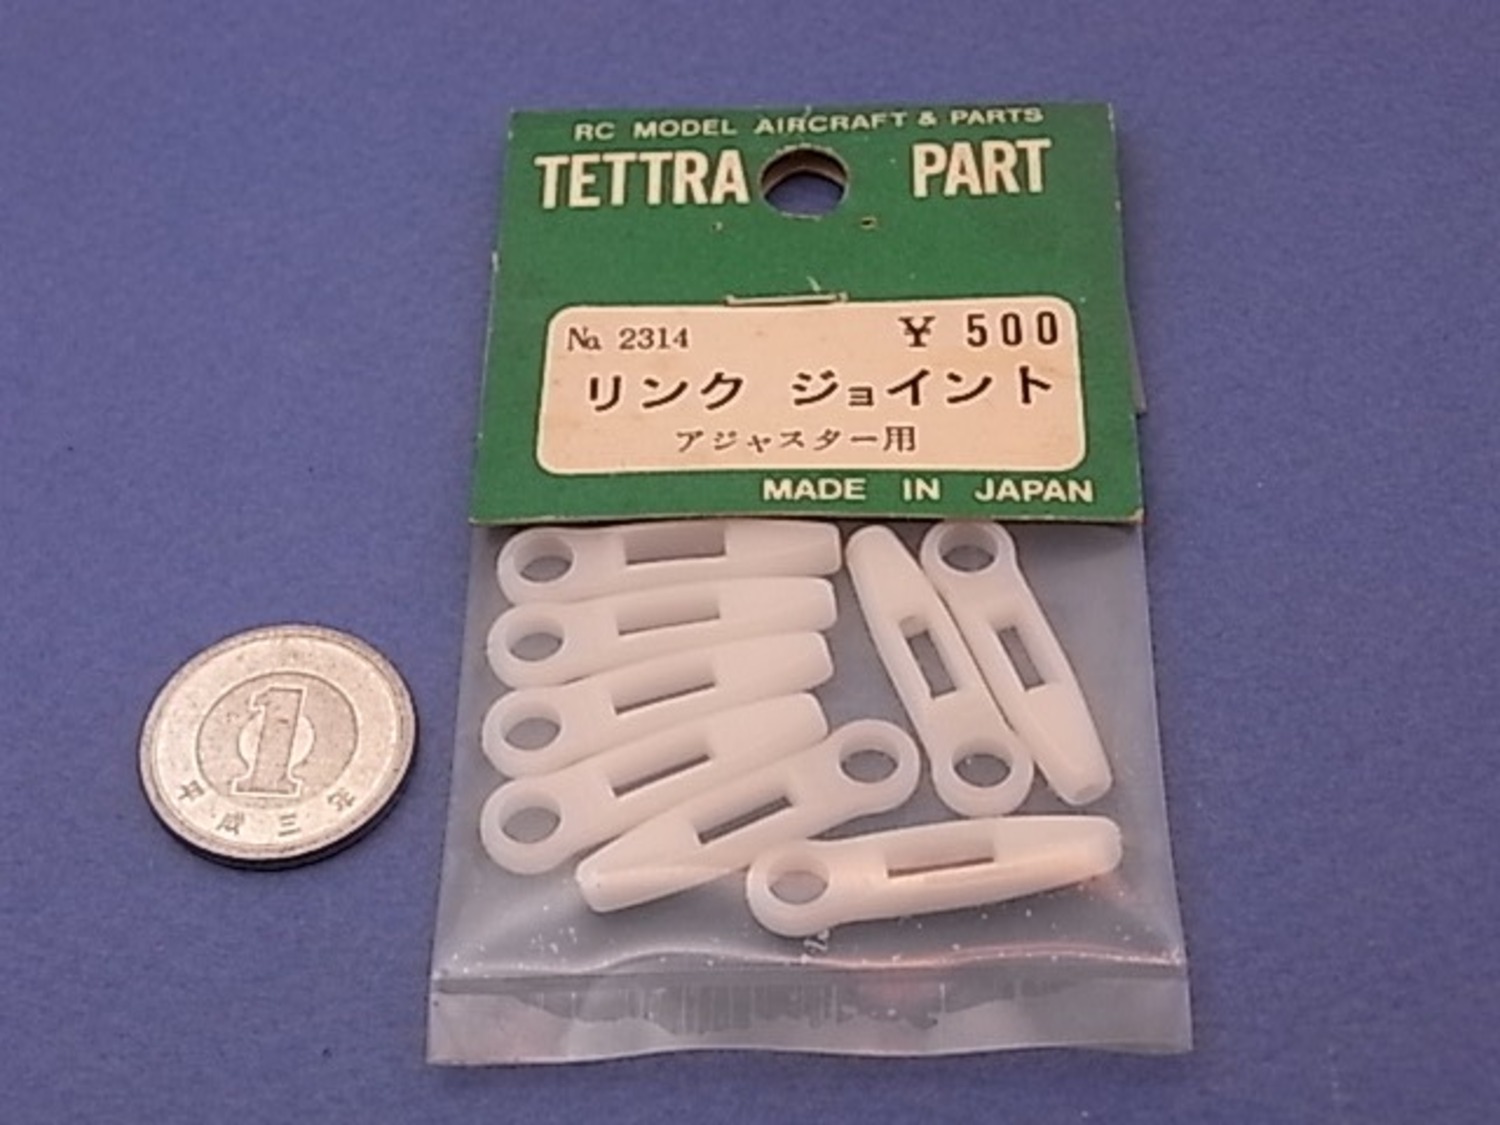 RC MODEL AIRCRAFT & PARTS
TETTRA PART
№ 2314 ¥ 500
リンク ジョイント
アジャスター用
MADE IN JAPAN
1
平成三年